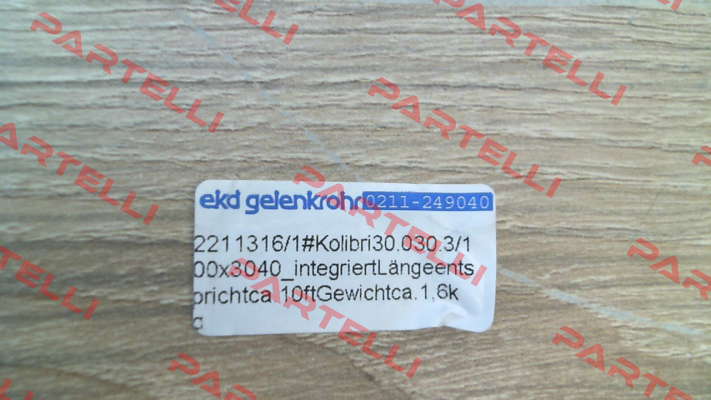 ekd gelenkrohr 0211-249040
2211316/1#Kolibri30.030.3/1
00x3040_integriertLängeents
prichtca.10ftGewichtca.1,6k
g
PARTELLI
PARTELLI
PARTELLI
PARTELLI
PARTELLI
PARTELLI
PARTELLI
PARTELLI
PARTELLI